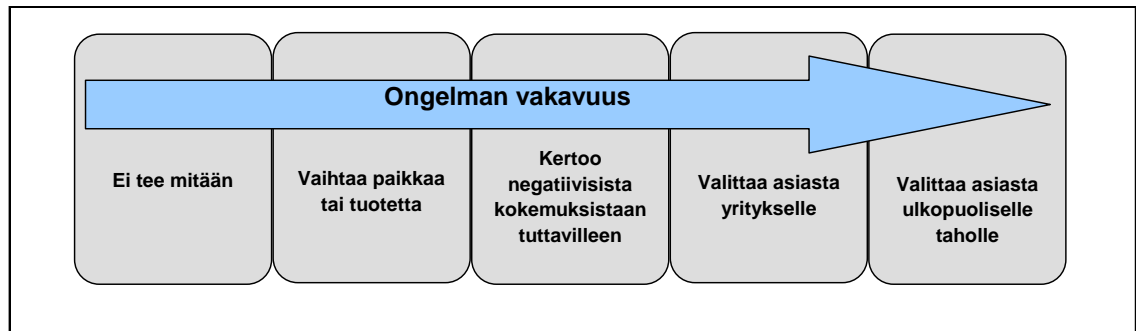 Ongelman vakavuus
Ei tee mitään
Vaihtaa paikkaa
tai tuotetta
Kertoo
negatiivisista
kokemuksistaan
tuttavilleen
Valittaa asiasta
yritykselle
Valittaa asiasta
ulkopuoliselle
taholle